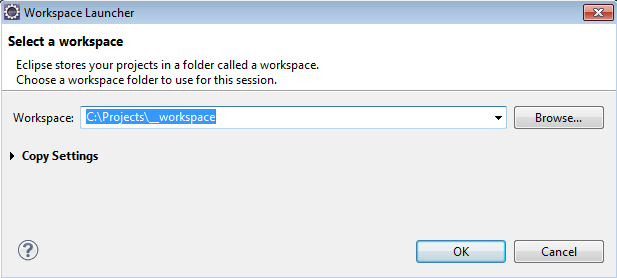 Workspace Launcher
Select a workspace
Eclipse stores your projects in a folder called a workspace.
Choose a workspace folder to use for this session.
Workspace: C:\Projects\__workspace Browse...
Copy Settings
? OK Cancel